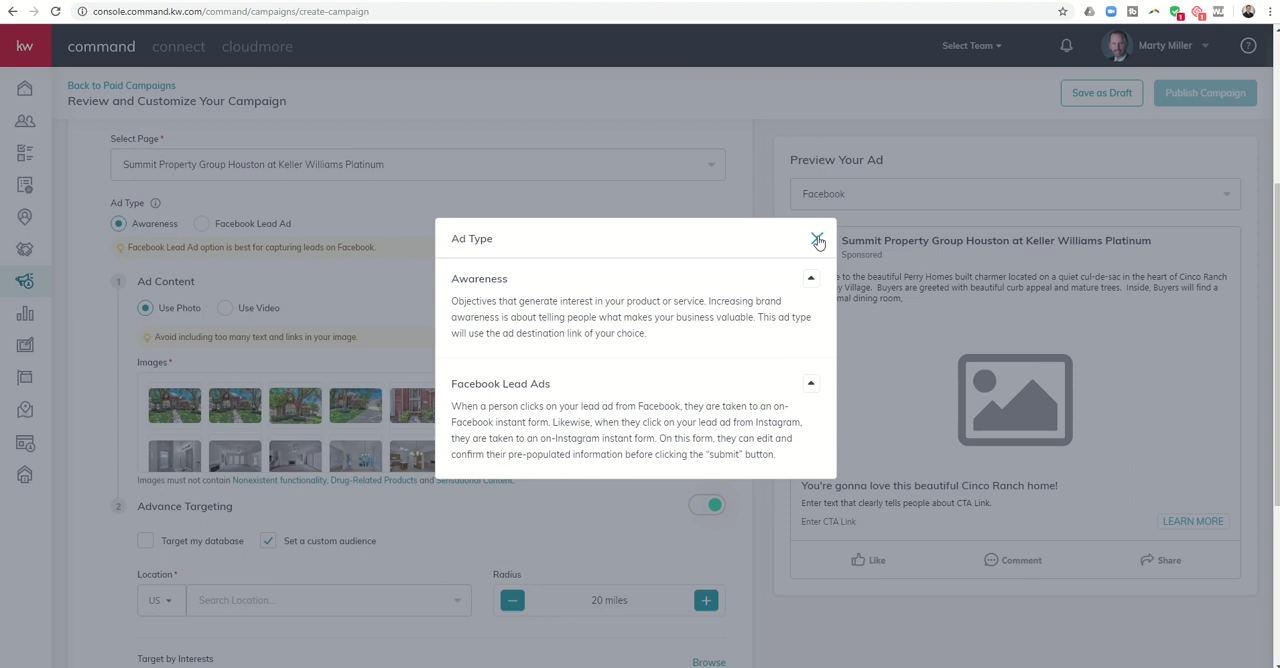 console.command.kw.com/command/campaigns/create-campaign
1
1
kw
command
connect
cloudmore
Select Team
Marty Miller
?
Back to Paid Campaigns
Review and Customize Your Campaign
Save as Draft
Publish Campaign
Select Page*
Summit Property Group Houston at Keller Williams Platinum
Ad Type
Awareness
Facebook Lead Ad
Facebook Lead Ad option is best for capturing leads on Facebook.
1
Ad Content
Use Photo
Use Video
Avoid including too many text and links in your image.
Images*
Images must not contain Nonexistent functionality, Drug-Related Products and Sensational Content.
2
Advance Targeting
Target my database
Set a custom audience
Location*
Radius
US
Search Location...
20 miles
Target by Interests
Browse
Ad Type
Awareness
Objectives that generate interest in your product or service. Increasing brand
awareness is about telling people what makes your business valuable. This ad type
will use the ad destination link of your choice.
Facebook Lead Ads
When a person clicks on your lead ad from Facebook, they are taken to an on-
Facebook instant form. Likewise, when they click on your lead ad from Instagram,
they are taken to an on-Instagram instant form. On this form, they can edit and
confirm their pre-populated information before clicking the “submit” button.
Preview Your Ad
Facebook
Summit Property Group Houston at Keller Williams Platinum
Sponsored
e to the beautiful Perry Homes built charmer located on a quiet cul-de-sac in the heart of Cinco Ranch
y Village. Buyers are greeted with beautiful curb appeal and mature trees. Inside, Buyers will find a
mal dining room,
You're gonna love this beautiful Cinco Ranch home!
Enter text that clearly tells people about CTA Link.
Enter CTA Link
LEARN MORE
Like
Comment
Share